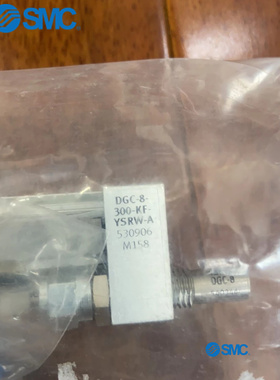 SMC
DGC-8-
300-KF-
YSRW-A
530906
M158
DGC-8
SMC